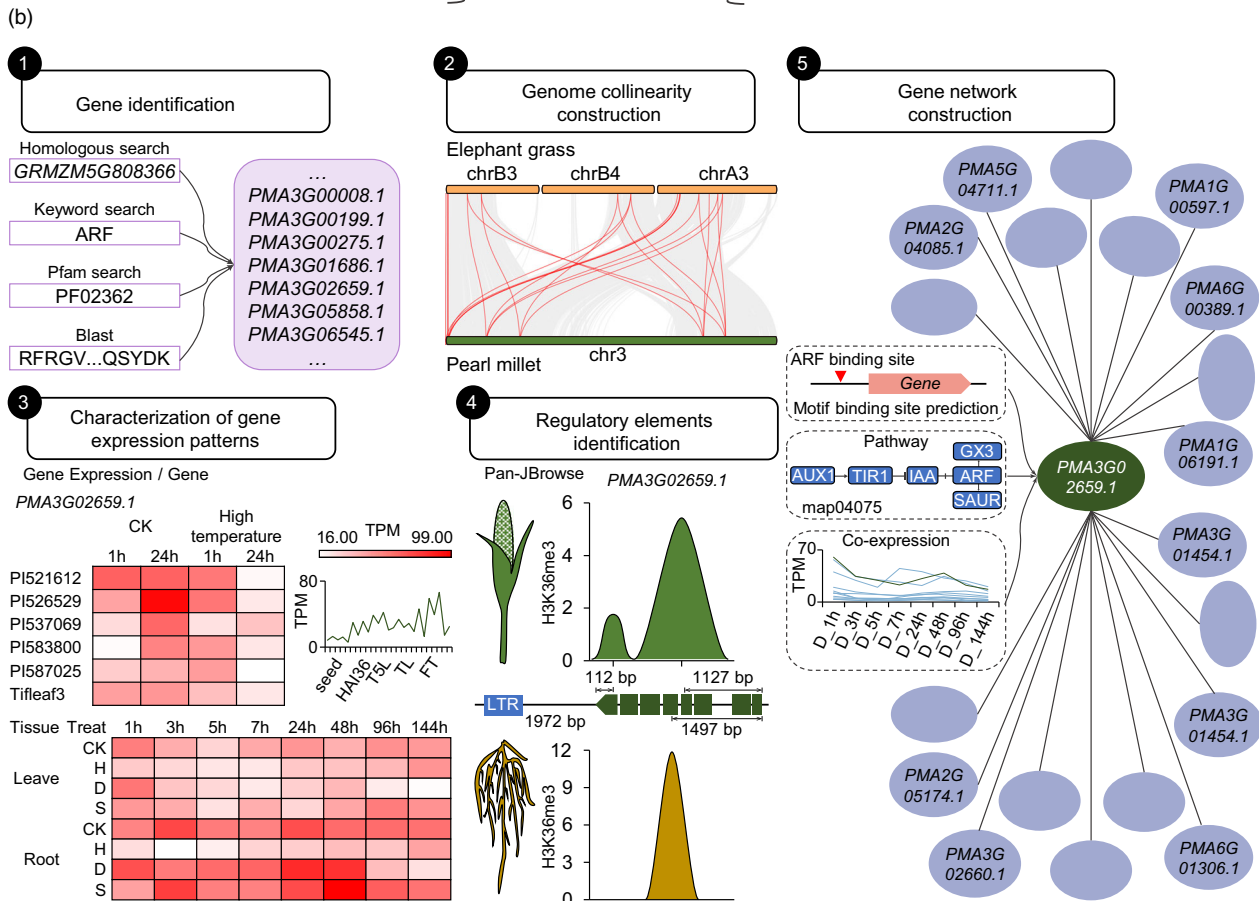 (b)
1
Gene identification
Homologous search
GRMZM5G808366
Keyword search
ARF
Pfam search
PF02362
Blast
RFRGV...QSYDK
...
PMA3G00008.1
PMA3G00199.1
PMA3G00275.1
PMA3G01686.1
PMA3G02659.1
PMA3G05858.1
PMA3G06545.1
...
2
Genome collinearity
construction
Elephant grass
chrB3 chrB4 chrA3
chr3
Pearl millet
3
Characterization of gene
expression patterns
Gene Expression / Gene
PMA3G02659.1
CK High
temperature
1h 24h 1h 24h
PI521612
PI526529
PI537069
PI583800
PI587025
Tifleaf3
TPM
16.00 99.00
TPM
80
0
seed
HAI36
T5L
TL
FT
Tissue Treat 1h 3h 5h 7h 24h 48h 96h 144h
Leave
CK
H
D
S
Root
CK
H
D
S
4
Regulatory elements
identification
Pan-JBrowse PMA3G02659.1
H3K36me3
6
4
2
0
112 bp 1127 bp
LTR
1972 bp 1497 bp
H3K36me3
12
9
6
3
0
5
Gene network
construction
PMA5G
04711.1
PMA1G
00597.1
PMA2G
04085.1
PMA6G
00389.1
ARF binding site
Gene
Motif binding site prediction
Pathway
GX3
AUX1 TIR1 IAA ARF
SAUR
map04075
Co-expression
TPM
70
0
D_1h
D_3h
D_5h
D_7h
D_24h
D_48h
D_96h
D_144h
PMA1G
06191.1
PMA3G0
2659.1
PMA3G
01454.1
PMA3G
01454.1
PMA2G
05174.1
PMA3G
02660.1
PMA6G
01306.1